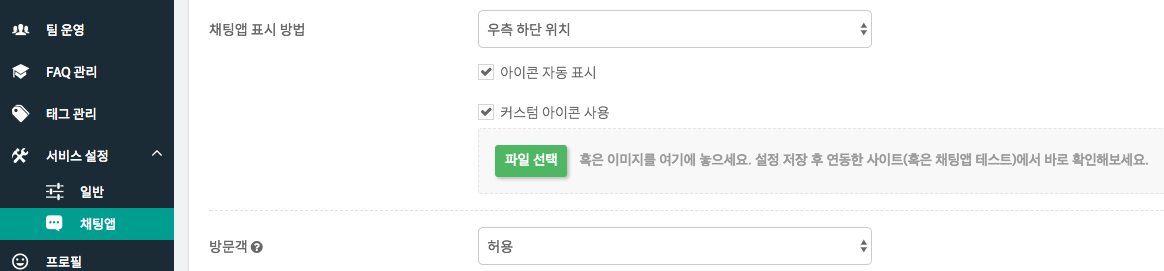 팀 운영
FAQ 관리
태그 관리
서비스 설정
일반
채팅앱
프로필
채팅앱 표시 방법
우측 하단 위치
아이콘 자동 표시
커스텀 아이콘 사용
파일 선택 혹은 이미지를 여기에 놓으세요. 설정 저장 후 연동한 사이트(혹은 채팅앱 테스트)에서 바로 확인해보세요.
방문객
허용